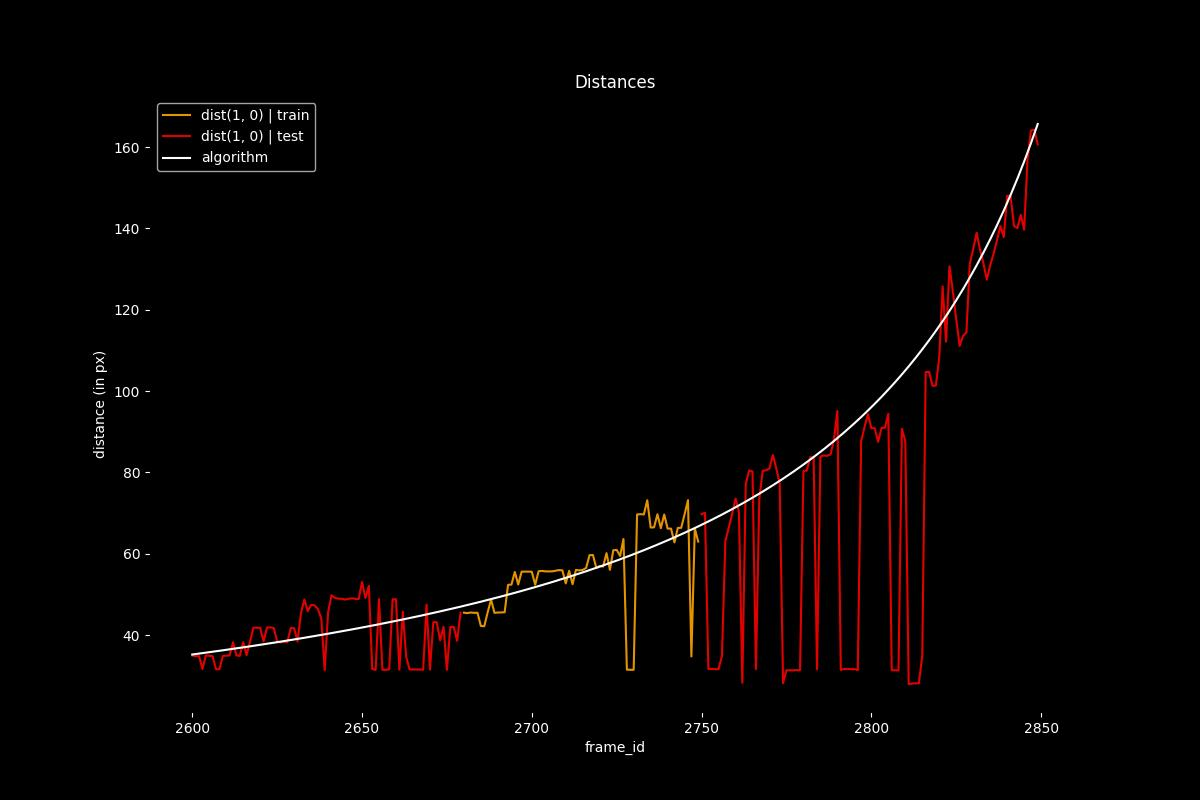 Distances
dist(1, 0) | train
dist(1, 0) | test
algorithm
160
140
120
100
80
60
40
distance (in px)
2600 2650 2700 2750 2800 2850
frame_id